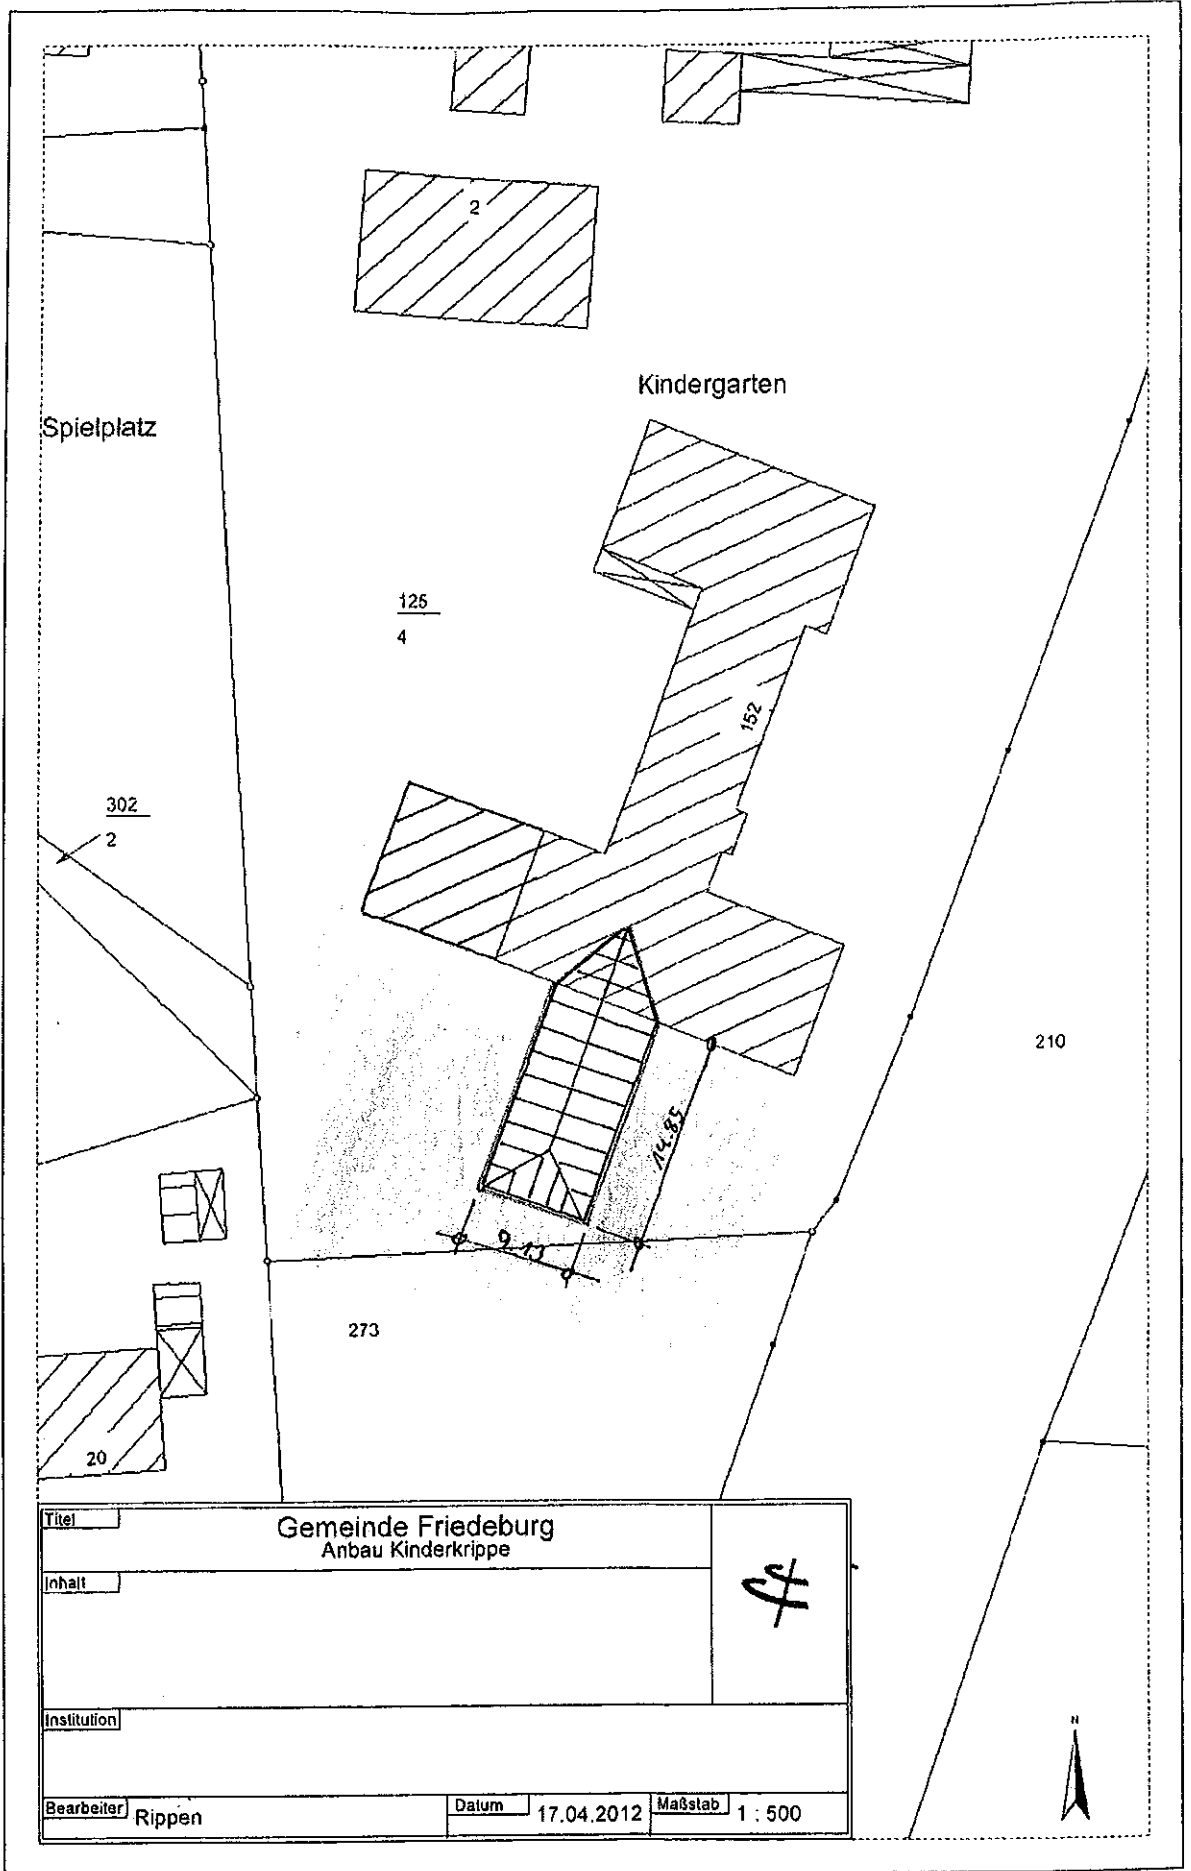 2
Kindergarten
Spielplatz
125
4
152
302
2
210
14.85
9.13
273
20
Titel
Gemeinde Friedeburg
Anbau Kinderkrippe
Inhalt
Institution
Bearbeiter Rippen
Datum 17.04.2012
Maßstab 1 : 500
N